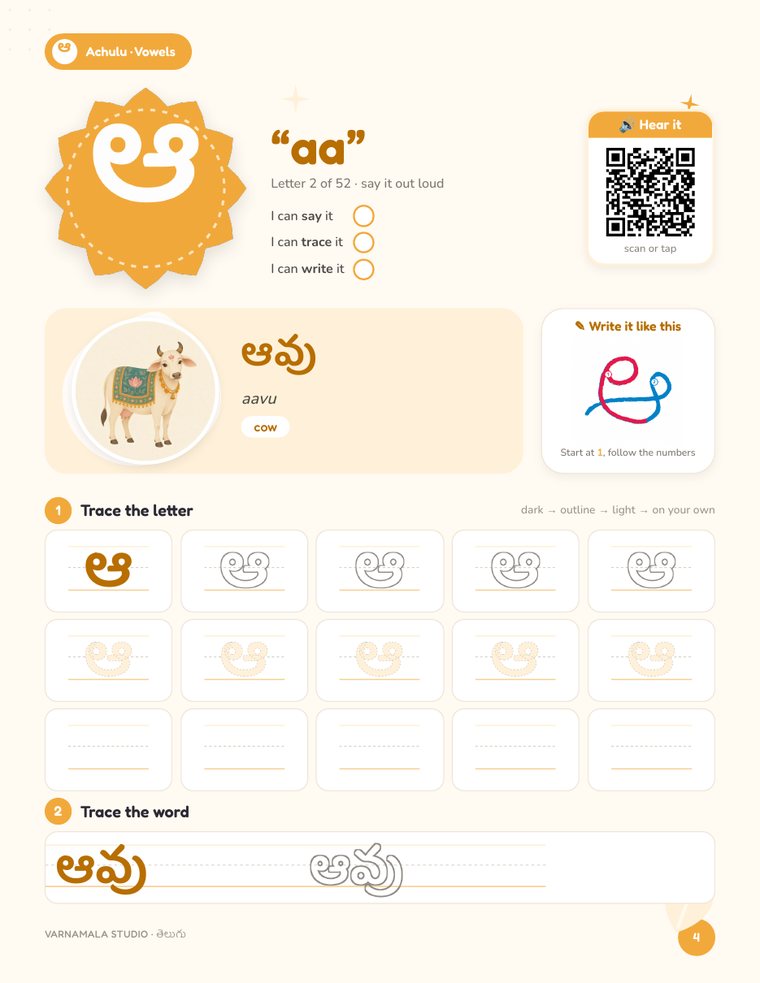 ఆ Achulu · Vowels
ఆ
“aa”
Letter 2 of 52 · say it out loud
I can say it
I can trace it
I can write it
🔊 Hear it
scan or tap
ఆవు
aavu
cow
✎ Write it like this
ఆ
1 2
Start at 1, follow the numbers
1 Trace the letter
dark → outline → light → on your own
ఆ ఆ ఆ ఆ ఆ
ఆ ఆ ఆ ఆ ఆ
2 Trace the word
ఆవు ఆవు
VARNAMALA STUDIO · తెలుగు
4